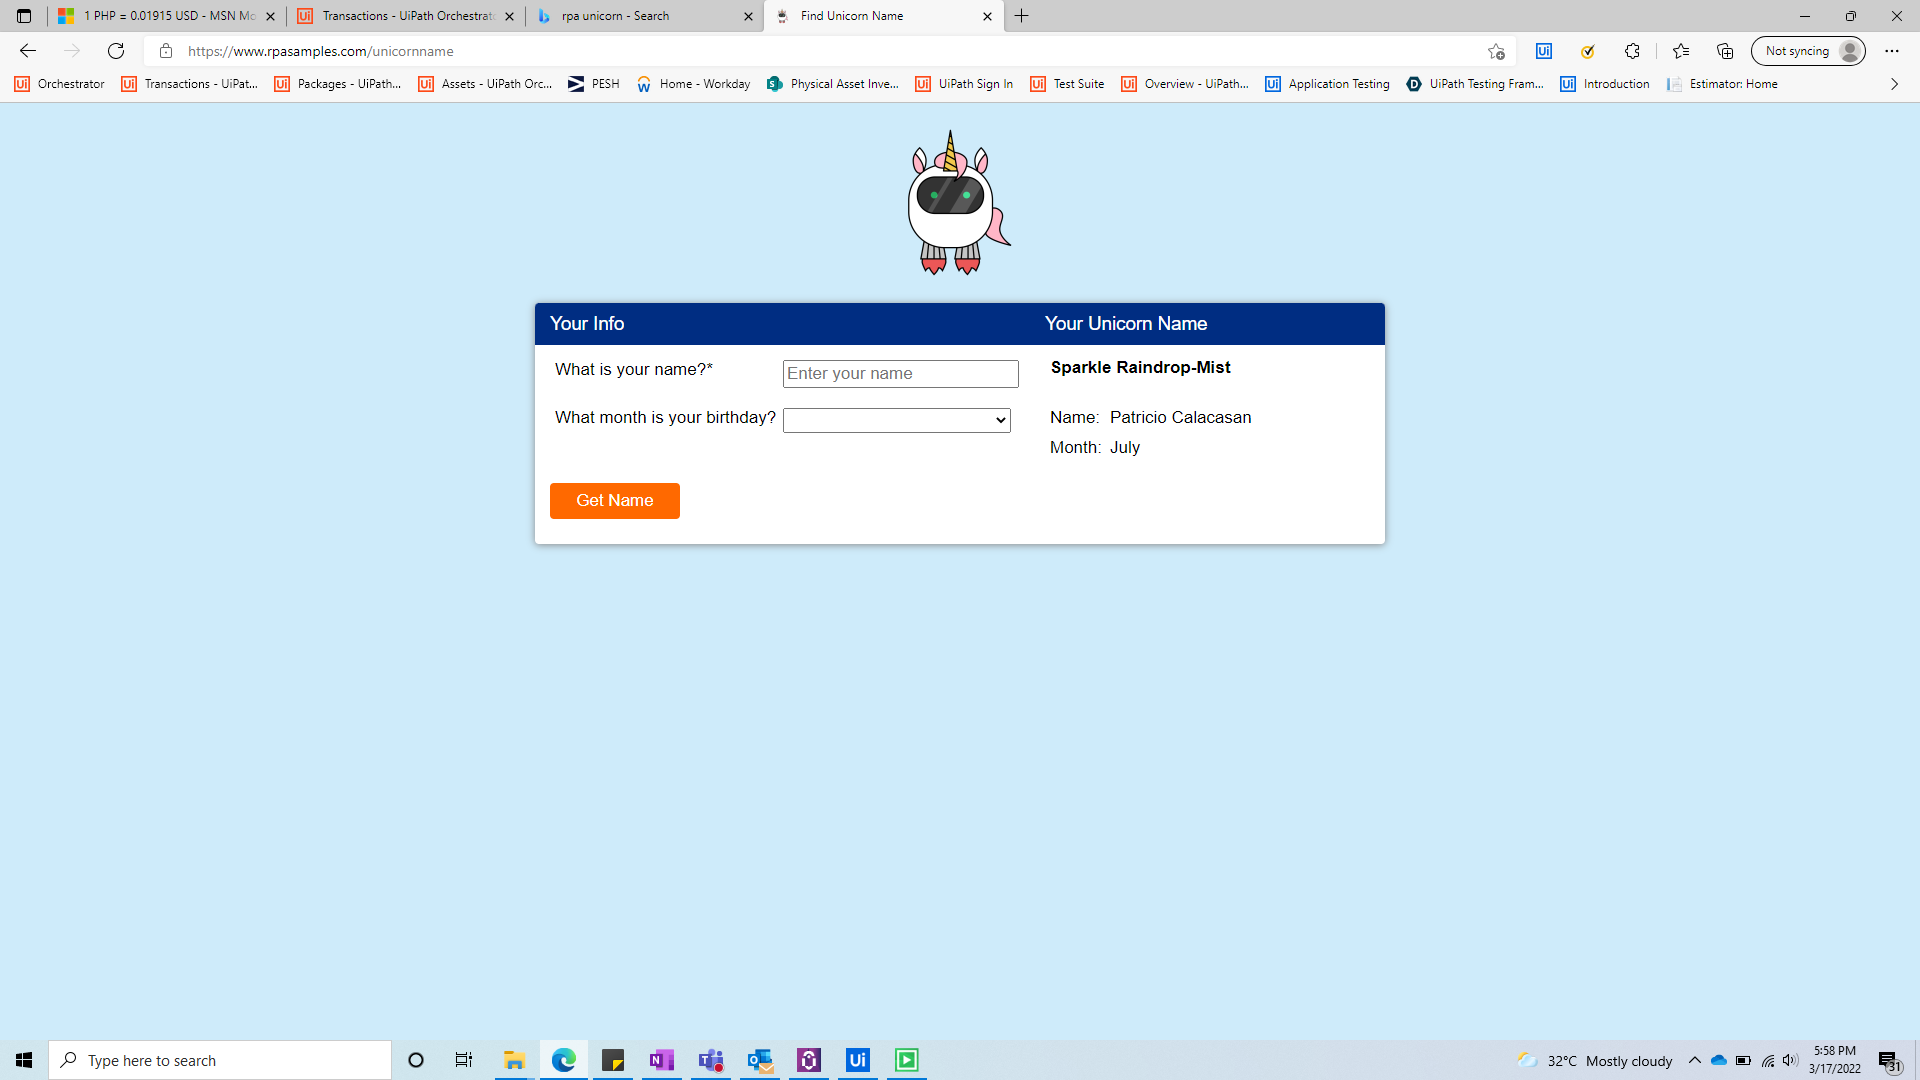 1 PHP = 0.01915 USD - MSN Mo
Transactions - UiPath Orchestrato
rpa unicorn - Search
Find Unicorn Name
https://www.rpasamples.com/unicornname
Not syncing
Orchestrator
Transactions - UiPat...
Packages - UiPath...
Assets - UiPath Orc...
PESH
Home - Workday
Physical Asset Inve...
UiPath Sign In
Test Suite
Overview - UiPath...
Application Testing
UiPath Testing Fram...
Introduction
Estimator: Home
Your Info
Your Unicorn Name
What is your name?*
Enter your name
Sparkle Raindrop-Mist
What month is your birthday?
Name: Patricio Calacasan
Month: July
Get Name
Type here to search
32°C Mostly cloudy
5:58 PM
3/17/2022
31